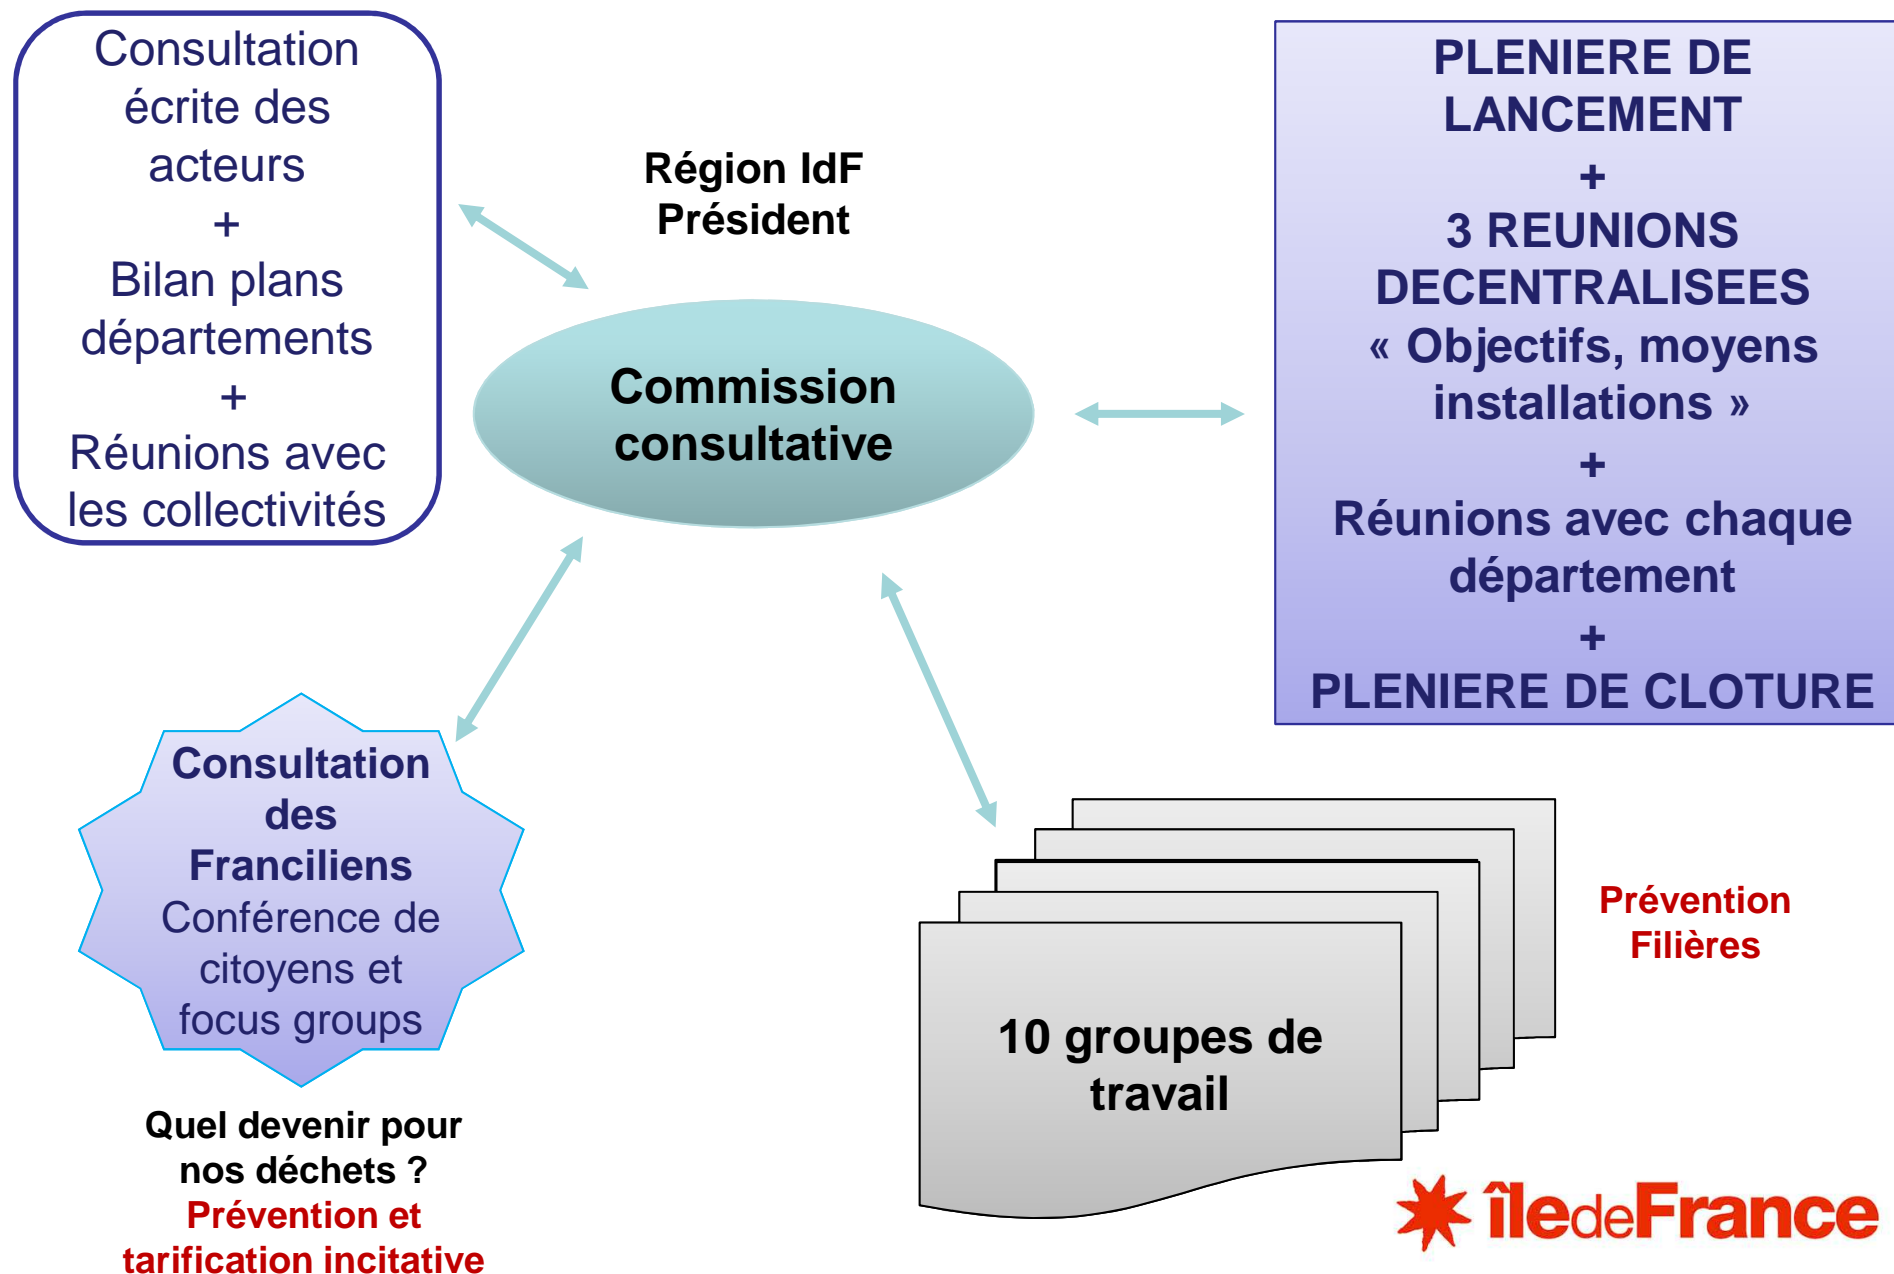 Consultation
écrite des
acteurs
+
Bilan plans
départements
+
Réunions avec
les collectivités
Région IdF
Président
Commission
consultative
PLENIERE DE
LANCEMENT
+
3 REUNIONS
DECENTRALISEES
« Objectifs, moyens
installations »
+
Réunions avec chaque
département
+
PLENIERE DE CLOTURE
Consultation
des
Franciliens
Conférence de
citoyens et
focus groups
Quel devenir pour
nos déchets ?
Prévention et
tarification incitative
10 groupes de
travail
Prévention
Filières
îledeFrance